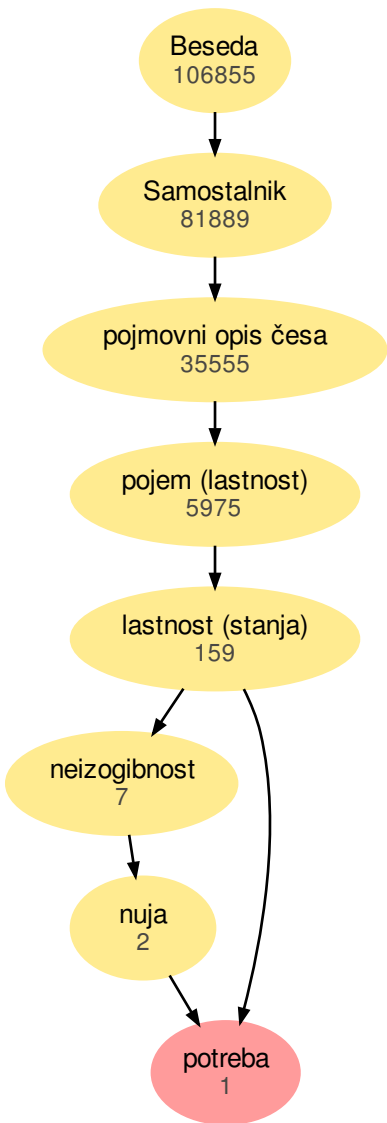 Beseda
106855
Samostalnik
81889
pojmovni opis česa
35555
pojem (lastnost)
5975
lastnost (stanja)
159
neizogibnost
7
nuja
2
potreba
1